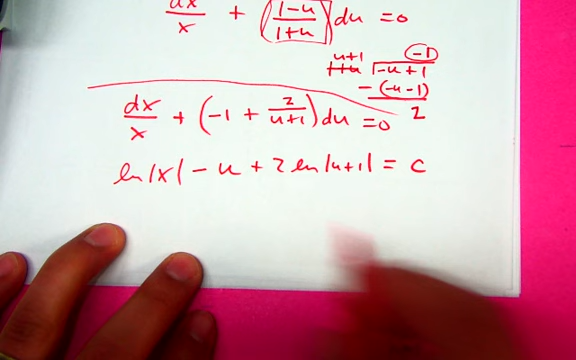 dx/x + (1-u/1+u) du = 0
u+1 -1
1+u -u+1
-(-u-1)
2
dx/x + (-1 + 2/u+1) du = 0
ln|x| - u + 2 ln|u+1| = c